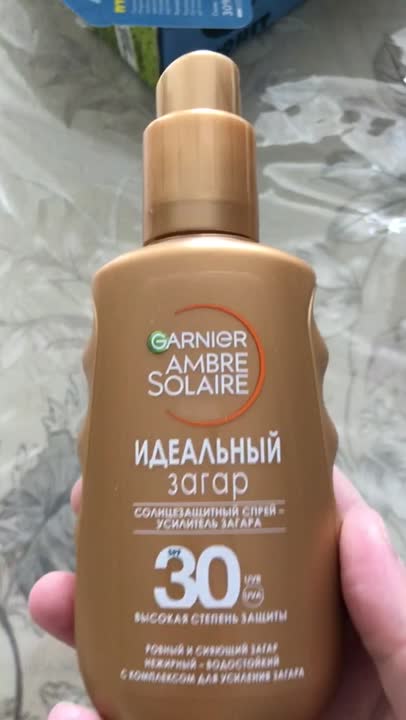 GARNIER
AMBRE
SOLAIRE
ИДЕАЛЬНЫЙ
загар
СОЛНЦЕЗАЩИТНЫЙ СПРЕЙ –
УСИЛИТЕЛЬ ЗАГАРА
SPF
30
UVB
UVA
ВЫСОКАЯ СТЕПЕНЬ ЗАЩИТЫ
РОВНЫЙ И СИЯЮЩИЙ ЗАГАР
НЕЖИРНЫЙ – ВОДОСТОЙКИЙ
С КОМПЛЕКСОМ ДЛЯ УСИЛЕНИЯ ЗАГАРА